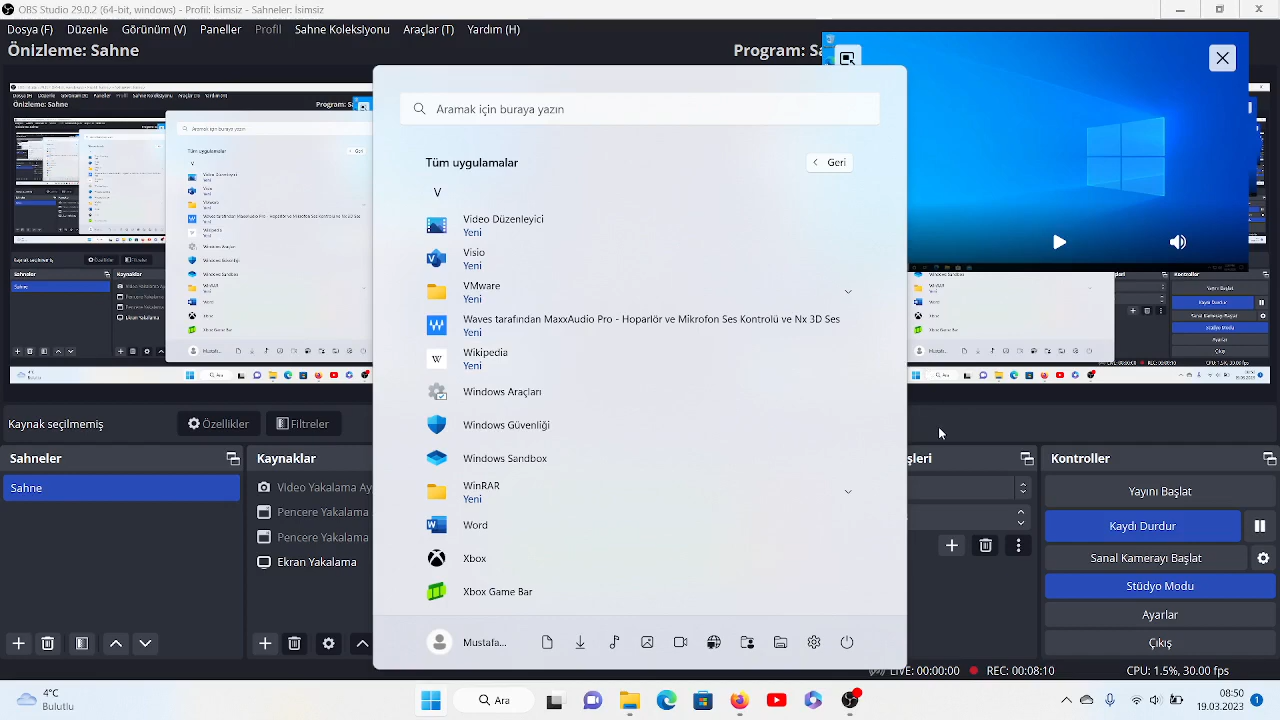 OBS Studio 29.0.2 (64-bit, windows) - Profil: İsimsiz - Sahneler: İsimsiz
Dosya (F)
Düzenle
Görünüm (V)
Paneller
Profil
Sahne Koleksiyonu
Araçlar (T)
Yardım (H)
Önizleme: Sahne
Program: Sa
Aramak için buraya yazın
Tüm uygulamalar
Geri
V
Video Düzenleyici
Yeni
Visio
Yeni
VMware
Yeni
Waves tarafından MaxxAudio Pro - Hoparlör ve Mikrofon Ses Kontrolü ve Nx 3D Ses
Yeni
Wikipedia
Yeni
Windows Araçları
Windows Güvenliği
Windows Sandbox
WinRAR
Yeni
Word
Xbox
Xbox Game Bar
Mustafa...
Kaynak seçilmemiş
Özellikler
Filtreler
Sahneler
Sahne
Kaynaklar
Video Yakalama Ay
Pencere Yakalama
Pencere Yakalama
Ekran Yakalama
şleri
Kontroller
Yayını Başlat
Kaydı Durdur
Sanal Kamerayı Başlat
Stüdyo Modu
Ayarlar
Çıkış
LIVE: 00:00:00
REC: 00:08:10
CPU: 1.5%, 30.00 fps
4°C
Bulutlu
Ara
08:50
19.03.2023
1